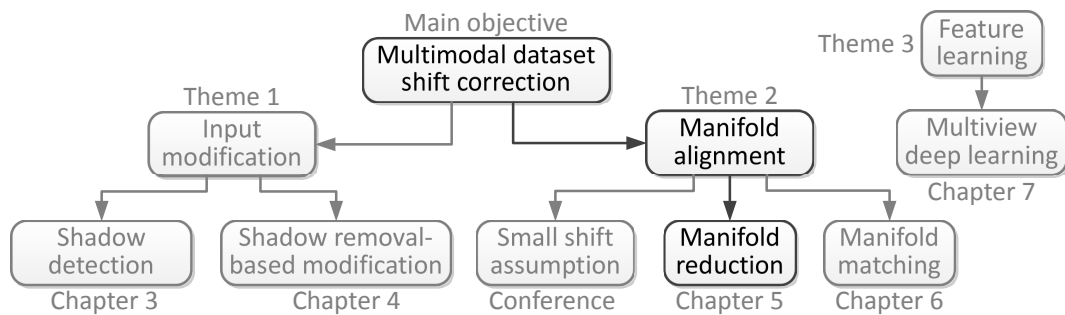 Main objective
Multimodal dataset
shift correction
Theme 3
Feature
learning
Theme 1
Input
modification
Theme 2
Manifold
alignment
Multiview
deep learning
Chapter 7
Shadow
detection
Chapter 3
Shadow removal-
based modification
Chapter 4
Small shift
assumption
Conference
Manifold
reduction
Chapter 5
Manifold
matching
Chapter 6